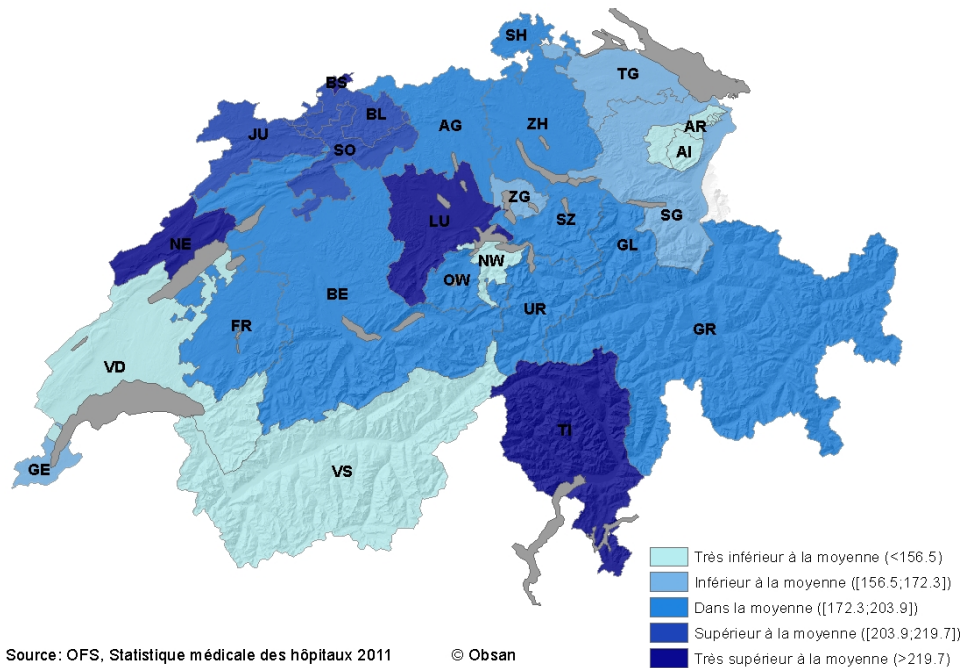 SH
TG
BS
BL
AG
ZH
AR
JU
SO
AI
ZG
LU
SZ
SG
NE
NW
GL
OW
BE
UR
FR
GR
VD
TI
GE
VS
Très inférieur à la moyenne (<156.5)
Inférieur à la moyenne ([156.5;172.3])
Dans la moyenne ([172.3;203.9])
Supérieur à la moyenne ([203.9;219.7])
Très supérieur à la moyenne (>219.7)
Source: OFS, Statistique médicale des hôpitaux 2011 © Obsan